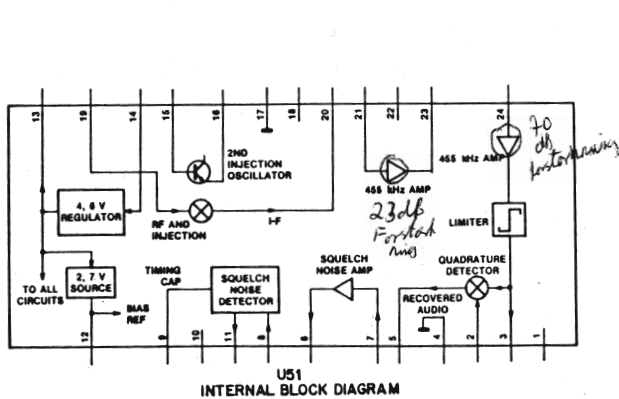 13 19 14 15 16 17 18 20 21 22 23 24
2ND
INJECTION
OSCILLATOR
455 kHz AMP
455 kHz AMP
70
dB
23dB
4, 6 V
REGULATOR
RF AND
INJECTION
I-F
LIMITER
TO ALL
CIRCUITS
2, 7 V
SOURCE
BIAS
REF
TIMING
CAP
SQUELCH
NOISE
DETECTOR
SQUELCH
NOISE AMP
QUADRATURE
DETECTOR
RECOVERED
AUDIO
12 9 10 11 8 6 7 5 4 2 3 1
U51
INTERNAL BLOCK DIAGRAM